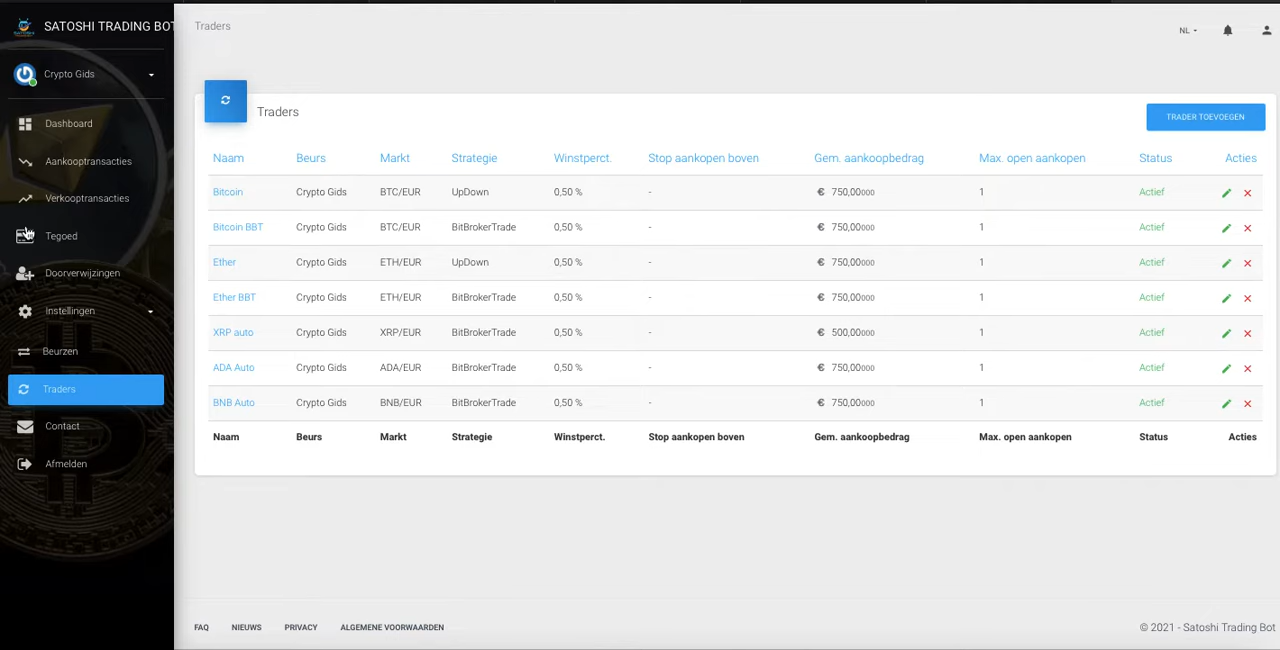 SATOSHI TRADING BOT
Crypto Gids
Dashboard
Aankooptransacties
Verkooptransacties
Tegoed
Doorverwijzingen
Instellingen
Beurzen
Traders
Contact
Afmelden
Traders
NL
Traders
TRADER TOEVOEGEN
Naam Beurs Markt Strategie Winstperct. Stop aankopen boven Gem. aankoopbedrag Max. open aankopen Status Acties
Bitcoin Crypto Gids BTC/EUR UpDown 0,50 % - € 750,00000 1 Actief
Bitcoin BBT Crypto Gids BTC/EUR BitBrokerTrade 0,50 % - € 750,00000 1 Actief
Ether Crypto Gids ETH/EUR UpDown 0,50 % - € 750,00000 1 Actief
Ether BBT Crypto Gids ETH/EUR BitBrokerTrade 0,50 % - € 750,00000 1 Actief
XRP auto Crypto Gids XRP/EUR BitBrokerTrade 0,50 % - € 500,00000 1 Actief
ADA Auto Crypto Gids ADA/EUR BitBrokerTrade 0,50 % - € 750,00000 1 Actief
BNB Auto Crypto Gids BNB/EUR BitBrokerTrade 0,50 % - € 750,00000 1 Actief
Naam Beurs Markt Strategie Winstperct. Stop aankopen boven Gem. aankoopbedrag Max. open aankopen Status Acties
FAQ NIEUWS PRIVACY ALGEMENE VOORWAARDEN
© 2021 - Satoshi Trading Bot